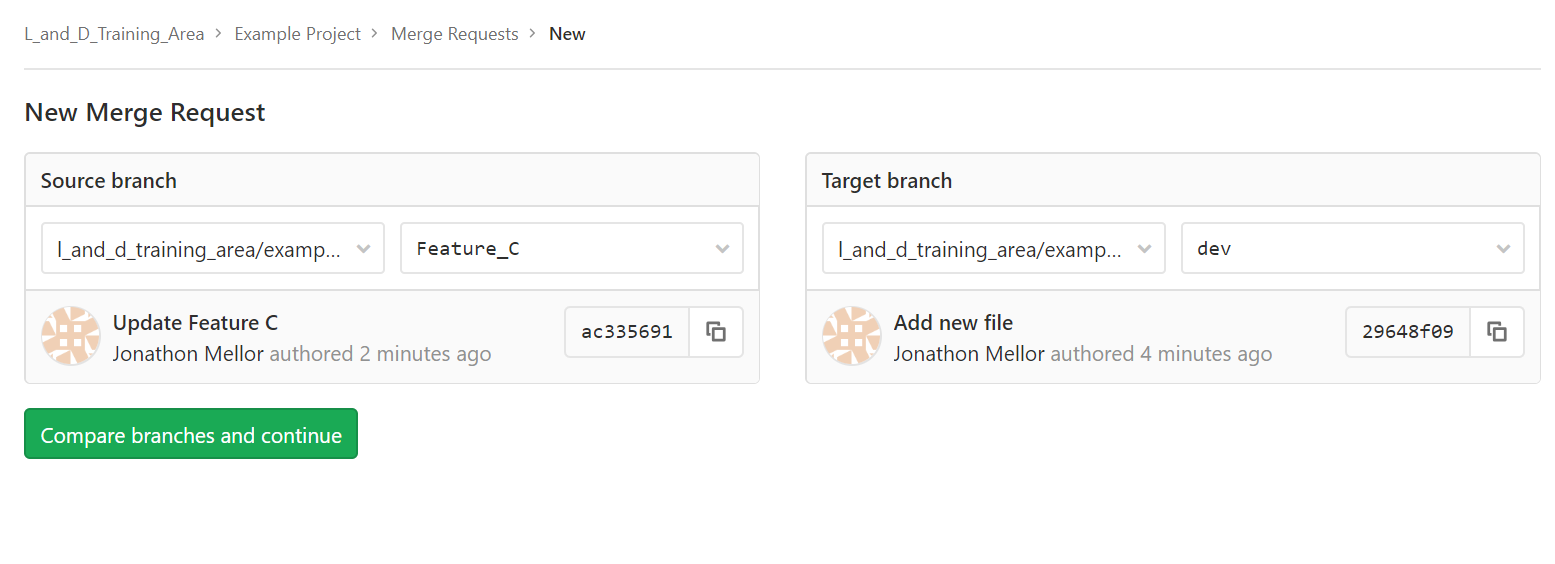 L_and_D_Training_Area > Example Project > Merge Requests > New
New Merge Request
Source branch
l_and_d_training_area/examp... Feature_C
Update Feature C
Jonathon Mellor authored 2 minutes ago
ac335691
Target branch
l_and_d_training_area/examp... dev
Add new file
Jonathon Mellor authored 4 minutes ago
29648f09
Compare branches and continue